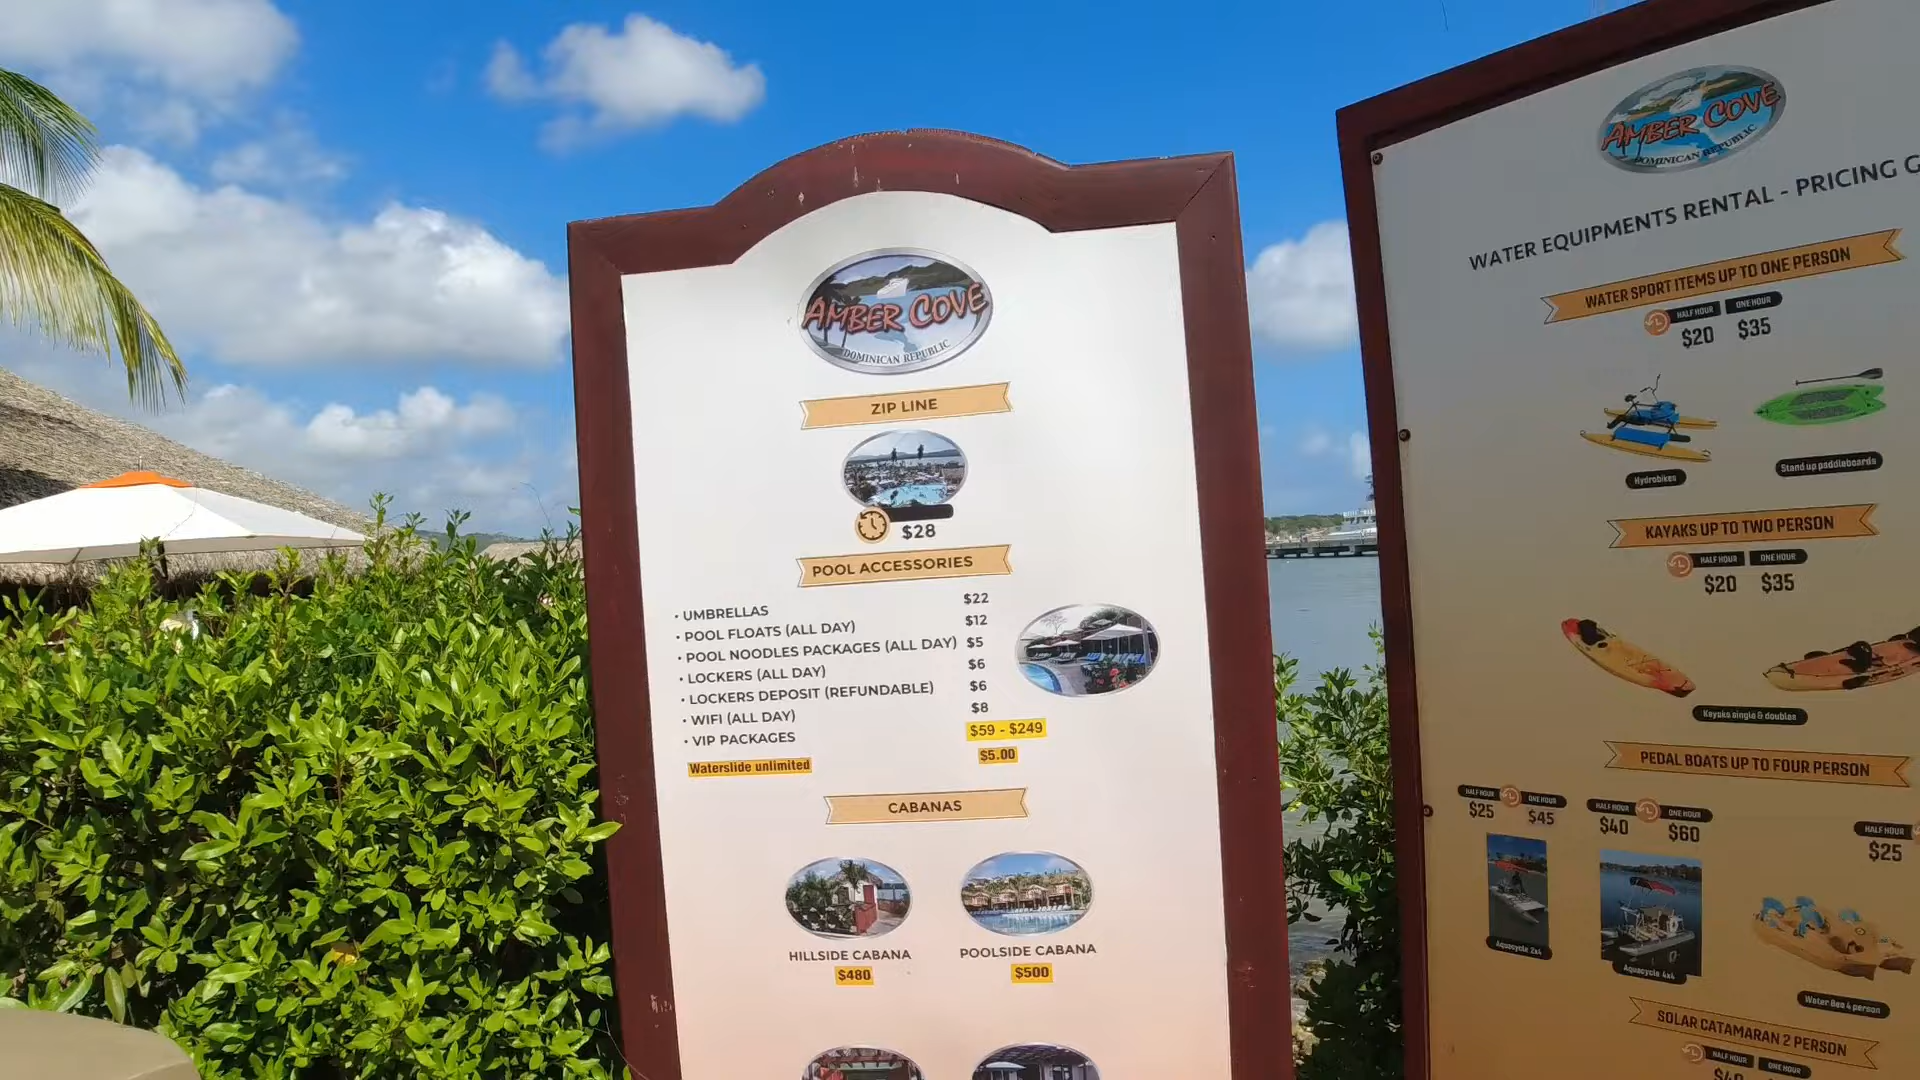 AMBER COVE
DOMINICAN REPUBLIC
ZIP LINE
$28
POOL ACCESSORIES
• UMBRELLAS $22
• POOL FLOATS (ALL DAY) $12
• POOL NOODLES PACKAGES (ALL DAY) $5
• LOCKERS (ALL DAY) $6
• LOCKERS DEPOSIT (REFUNDABLE) $6
• WIFI (ALL DAY) $8
• VIP PACKAGES $59 - $249
Waterslide unlimited $5.00
CABANAS
HILLSIDE CABANA POOLSIDE CABANA
$480 $500
AMBER COVE
DOMINICAN REPUBLIC
WATER EQUIPMENTS RENTAL - PRICING
WATER SPORT ITEMS UP TO ONE PERSON
HALF HOUR ONE HOUR
$20 $35
Hydrobikes Stand up paddleboards
KAYAKS UP TO TWO PERSON
HALF HOUR ONE HOUR
$20 $35
Kayaks single & doubles
PEDAL BOATS UP TO FOUR PERSON
HALF HOUR ONE HOUR HALF HOUR ONE HOUR HALF HOUR
$25 $45 $40 $60 $25
Aquacycle 2x4 Aquacycle 4x4 Water Bee 4 person
SOLAR CATAMARAN 2 PERSON
HALF HOUR ONE HOUR